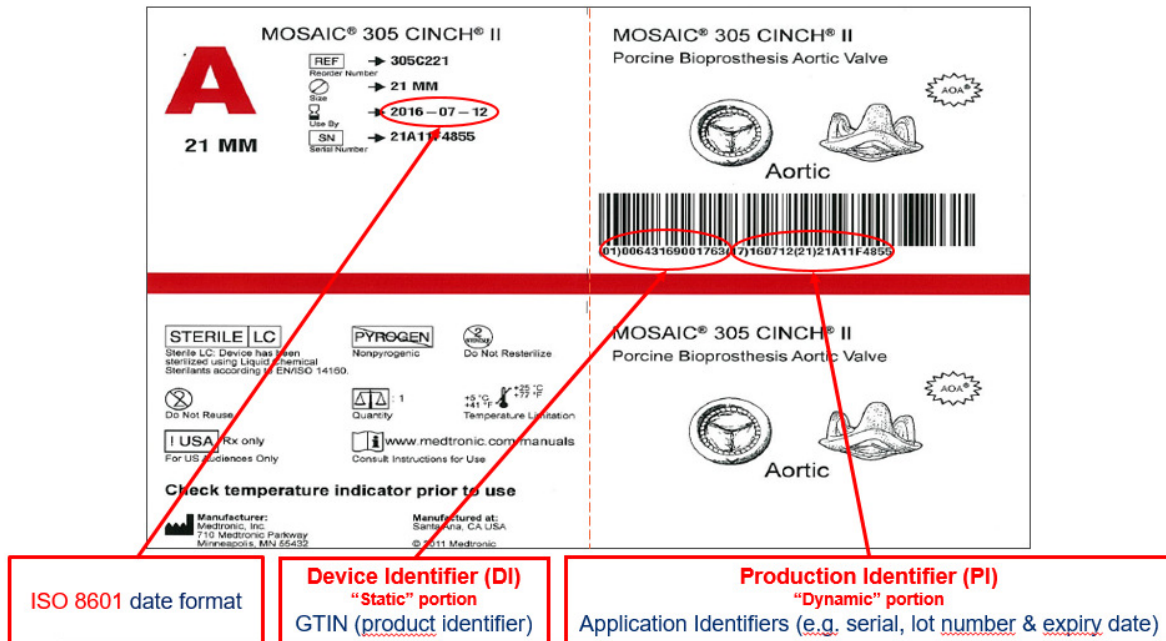 A
21 MM
MOSAIC® 305 CINCH® II
REF → 305C221
Reorder Number
→ 21 MM
Size
→ 2016-07-12
Use By
SN → 21A11F4855
Serial Number
MOSAIC® 305 CINCH® II
Porcine Bioprosthesis Aortic Valve
AOA®
Aortic
(01)00643169001763(17)160712(21)21A11F4855
STERILE LC
Sterile LC: Device has been
sterilized using Liquid Chemical
Sterilants according to EN/ISO 14160.
PYROGEN
Nonpyrogenic
2
Do Not Resterilize
2
Do Not Reuse
: 1
Quantity
+5 °C
+41 °F
+25 °C
+77 °F
Temperature Limitation
! USA Rx only
For US Audiences Only
i www.medtronic.com/manuals
Consult Instructions for Use
Check temperature indicator prior to use
Manufacturer:
Medtronic, Inc.
710 Medtronic Parkway
Minneapolis, MN 55432
Manufactured at:
Santa Ana, CA USA
© 2011 Medtronic
MOSAIC® 305 CINCH® II
Porcine Bioprosthesis Aortic Valve
AOA®
Aortic
ISO 8601 date format
Device Identifier (DI)
"Static" portion
GTIN (product identifier)
Production Identifier (PI)
"Dynamic" portion
Application Identifiers (e.g. serial, lot number & expiry date)